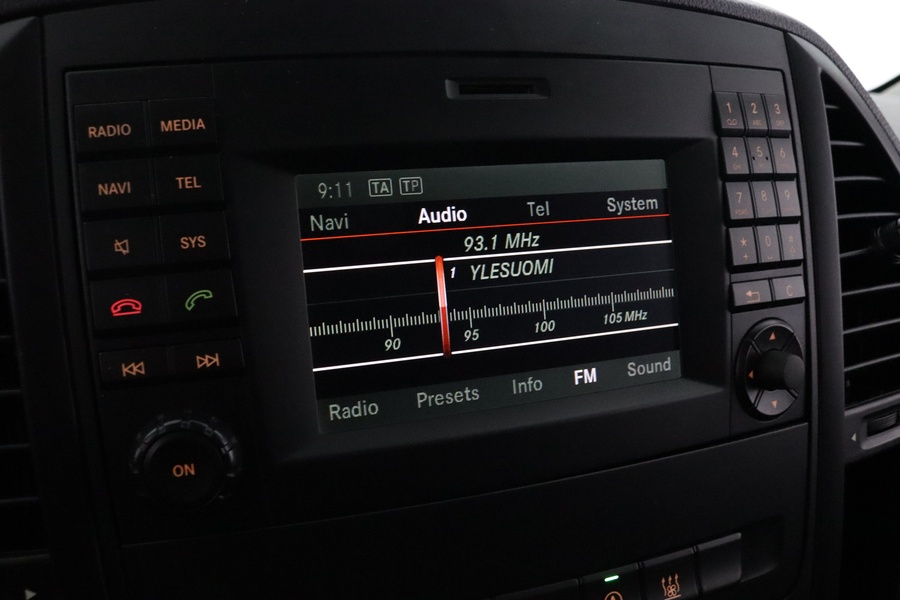 RADIO MEDIA
NAVI TEL
SYS
ON
9:11 TA TP
Navi Audio Tel System
93.1 MHz
1 YLESUOMI
90 95 100 105 MHz
Radio Presets Info FM Sound
1 2 3
4 5 6
7 8 9
* 0
C